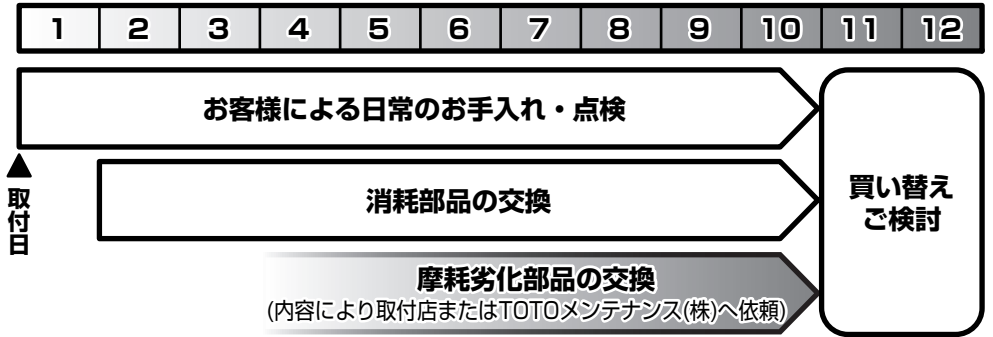 1 2 3 4 5 6 7 8 9 10 11 12
お客様による日常のお手入れ・点検
▲
取付日
消耗部品の交換
買い替え
ご検討
摩耗劣化部品の交換
(内容により取付店またはTOTOメンテナンス(株)へ依頼)